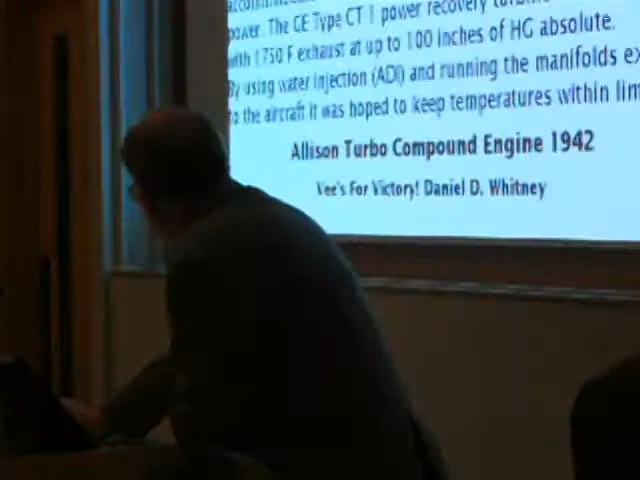 power. The GE Type CT 1 power recovery
with 1750 F exhaust at up to 100 inches of HG absolute.
By using water injection (ADI) and running the manifolds
to the aircraft it was hoped to keep temperatures within
Allison Turbo Compound Engine 1942
Vee's For Victory! Daniel D. Whitney